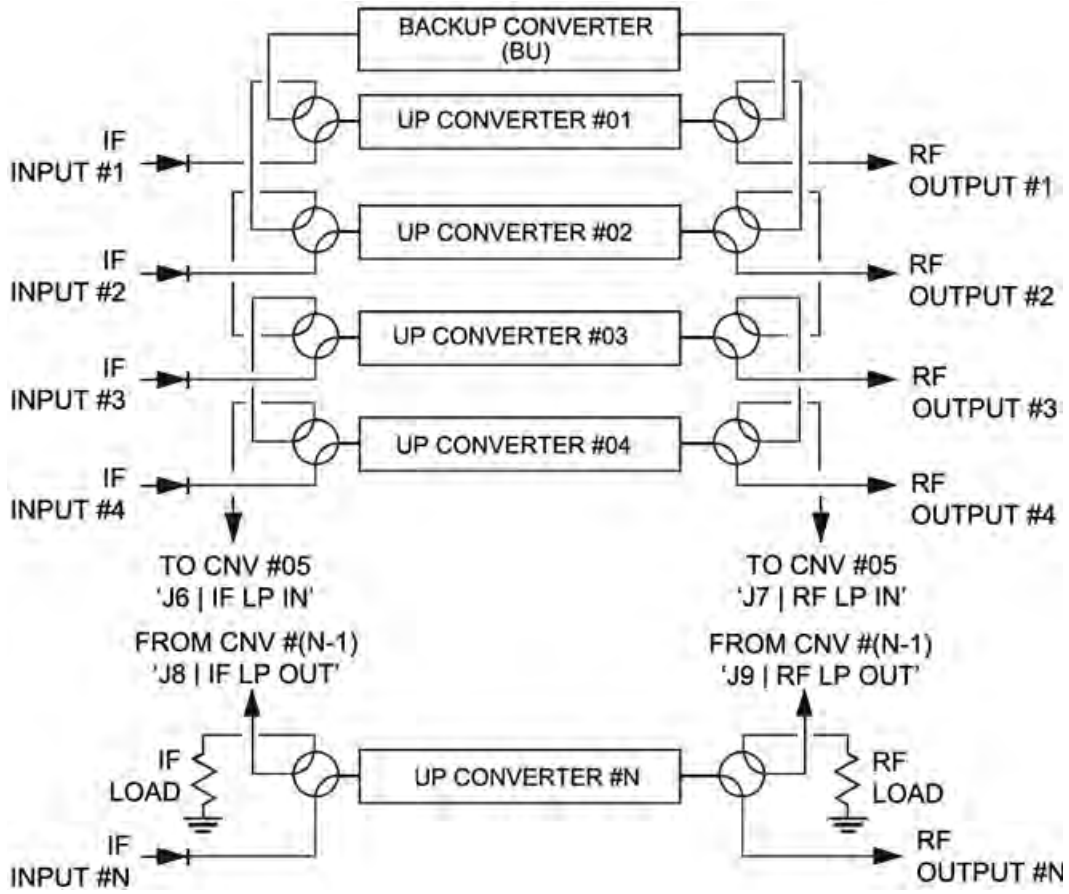 BACKUP CONVERTER
(BU)
UP CONVERTER #01
IF
INPUT #1
RF
OUTPUT #1
UP CONVERTER #02
IF
INPUT #2
RF
OUTPUT #2
UP CONVERTER #03
IF
INPUT #3
RF
OUTPUT #3
UP CONVERTER #04
IF
INPUT #4
RF
OUTPUT #4
TO CNV #05
'J6 | IF LP IN'
TO CNV #05
'J7 | RF LP IN'
FROM CNV #(N-1)
'J8 | IF LP OUT'
FROM CNV #(N-1)
'J9 | RF LP OUT'
IF
LOAD
UP CONVERTER #N
RF
LOAD
IF
INPUT #N
RF
OUTPUT #N